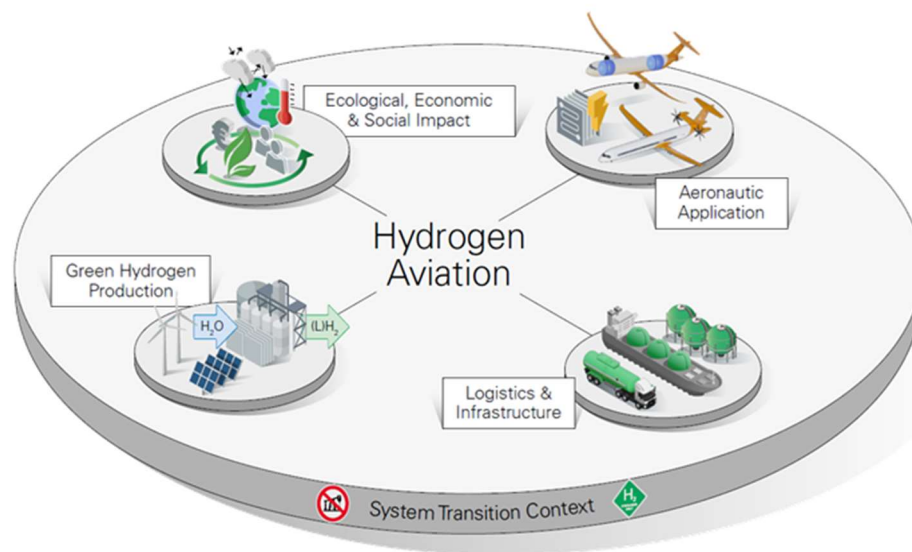 Ecological, Economic
& Social Impact
Aeronautic
Application
Hydrogen
Aviation
Green Hydrogen
Production
H₂O
(L)H₂
Logistics &
Infrastructure
System Transition Context
H₂